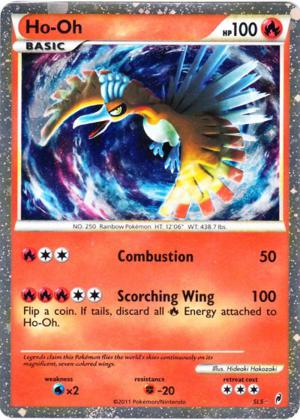 Ho-Oh
HP100
BASIC
NO. 250 Rainbow Pokémon HT. 12'06" WT. 438.7 lbs.
Combustion 50
Scorching Wing 100
Flip a coin. If tails, discard all Energy attached to
Ho-Oh.
Illus. Hideaki Hakozaki
Legends claim this Pokémon flies the world's skies continuously on its
magnificent, seven-colored wings.
weakness
×2
resistance
-20
retreat cost
©2011 Pokémon/Nintendo
SL5